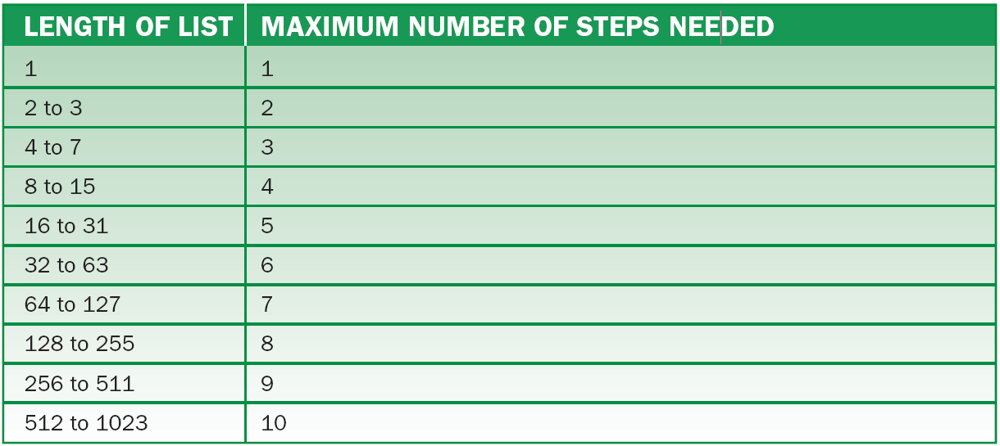 LENGTH OF LIST MAXIMUM NUMBER OF STEPS NEEDED
1 1
2 to 3 2
4 to 7 3
8 to 15 4
16 to 31 5
32 to 63 6
64 to 127 7
128 to 255 8
256 to 511 9
512 to 1023 10